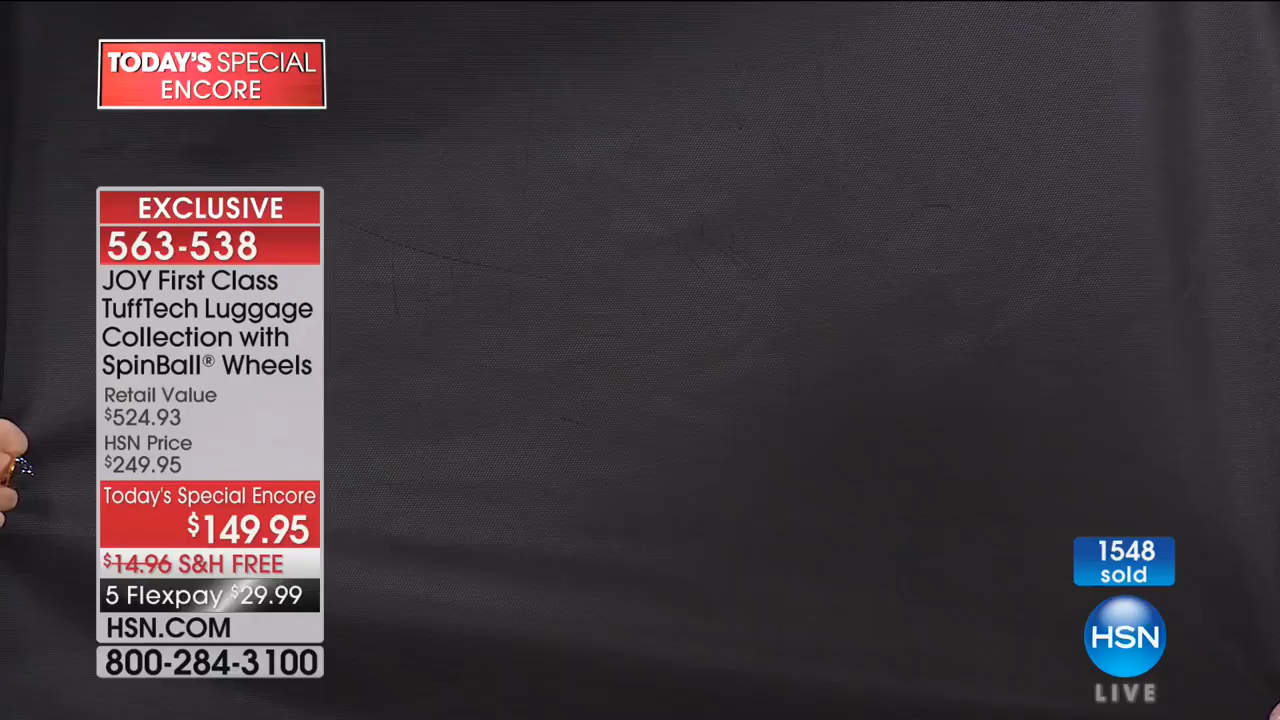 TODAY'S SPECIAL
ENCORE
EXCLUSIVE
563-538
JOY First Class
TuffTech Luggage
Collection with
SpinBall® Wheels
Retail Value
$524.93
HSN Price
$249.95
Today's Special Encore
$149.95
$14.96 S&H FREE
5 Flexpay $29.99
HSN.COM
800-284-3100
1548
sold
HSN
LIVE